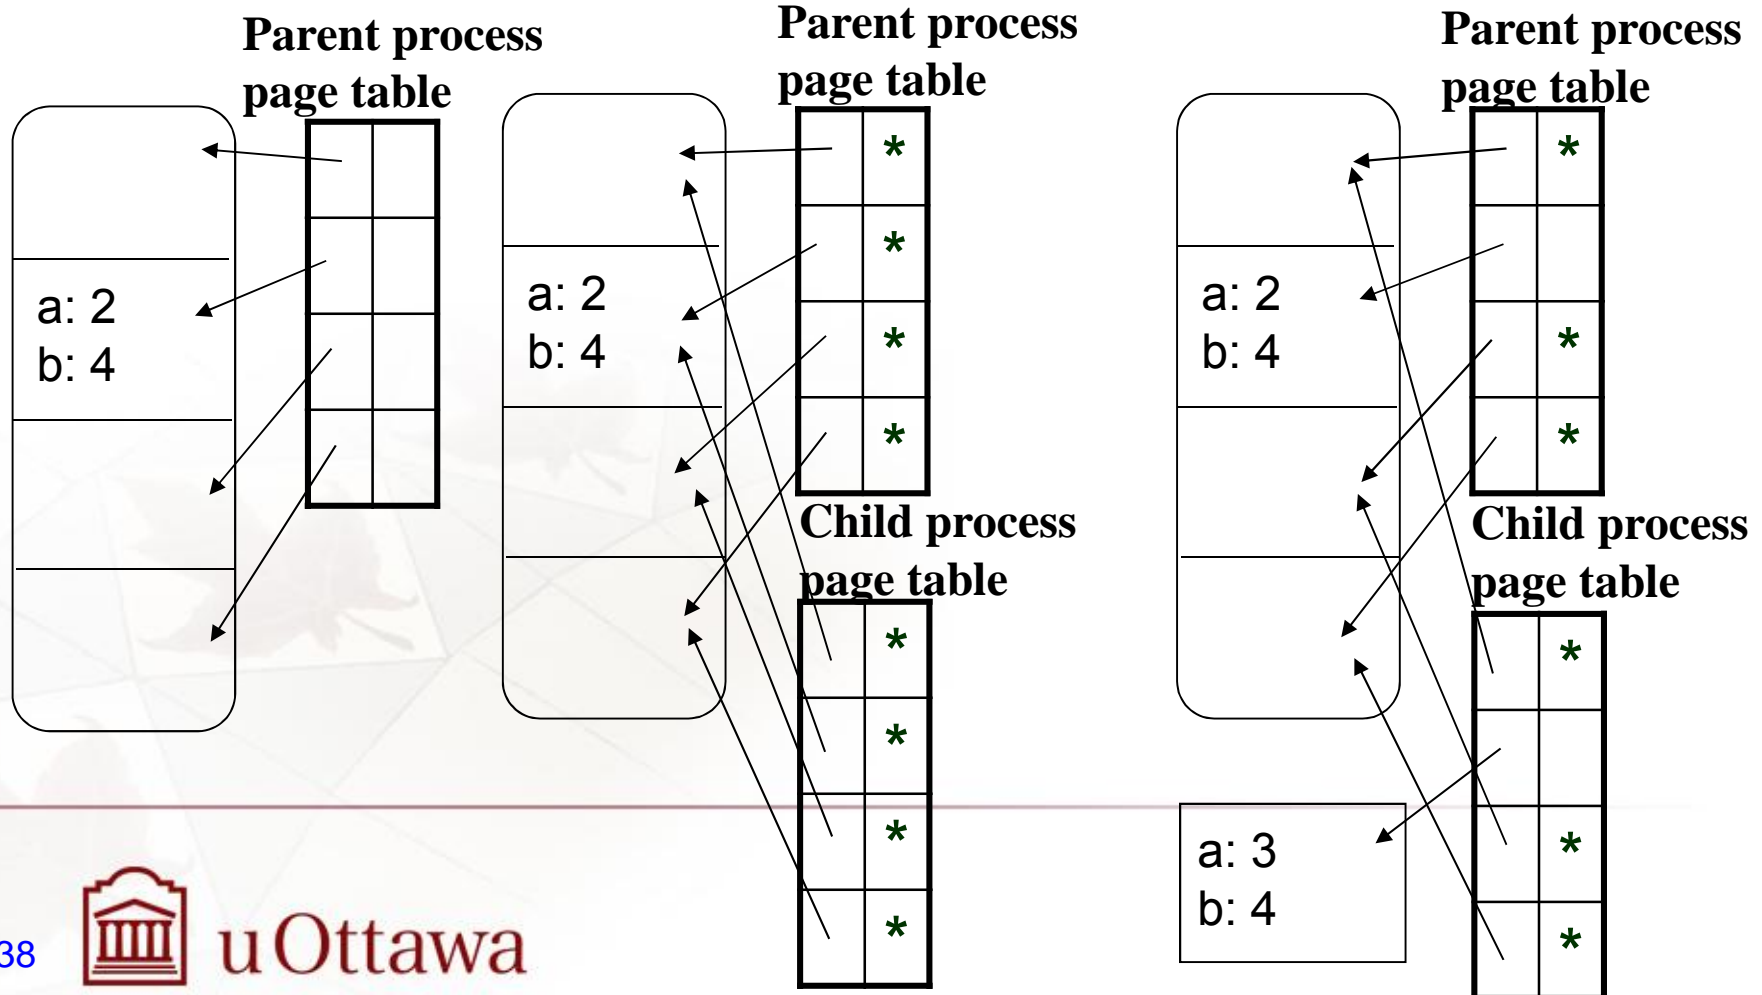 Parent process
page table
a: 2
b: 4
Parent process
page table
*
*
*
*
a: 2
b: 4
Child process
page table
*
*
*
*
Parent process
page table
*
*
*
a: 2
b: 4
Child process
page table
*
*
*
a: 3
b: 4
38
uOttawa